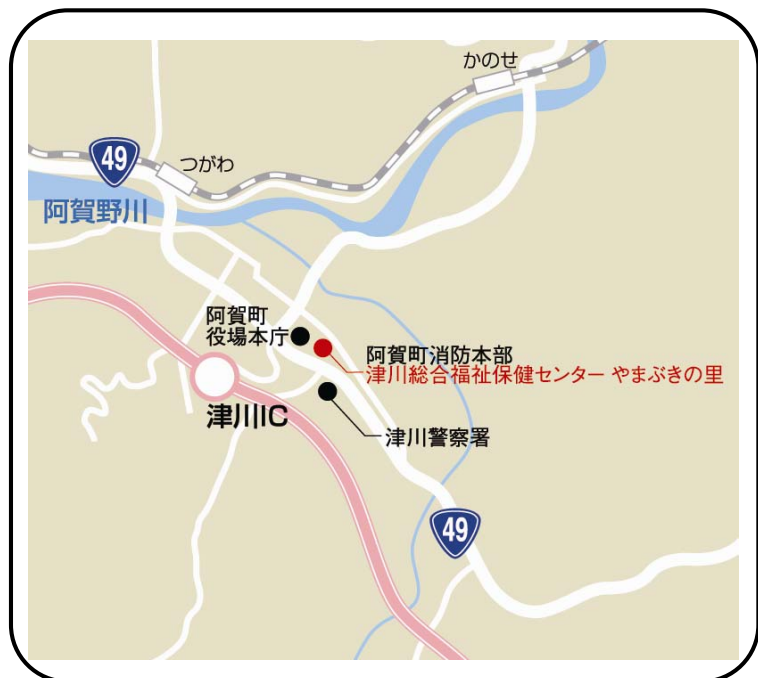 かのせ
49
つがわ
阿賀野川
阿賀町
役場本庁
阿賀町消防本部
津川総合福祉保健センター やまぶきの里
津川IC
津川警察署
49